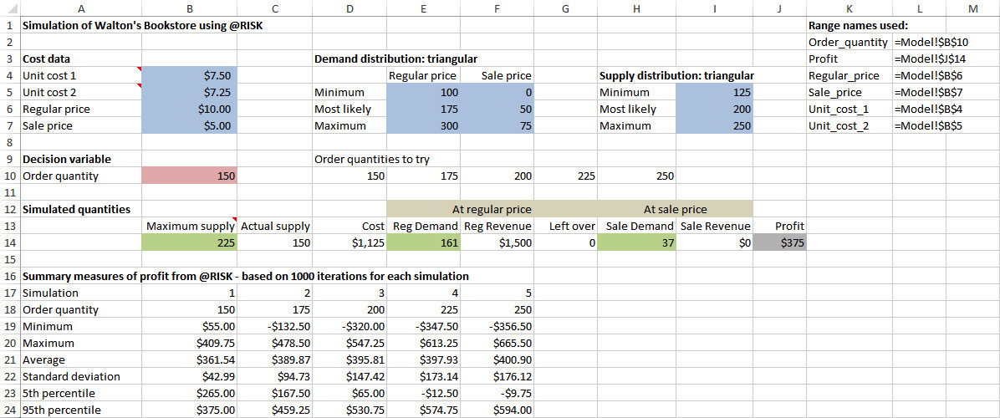 A B C D E F G H I J K L M
1 Simulation of Walton's Bookstore using @RISK Range names used:
2 Order_quantity =Model!$B$10
3 Cost data Demand distribution: triangular Profit =Model!$J$14
4 Unit cost 1 $7.50 Regular price Sale price Supply distribution: triangular Regular_price =Model!$B$6
5 Unit cost 2 $7.25 Minimum 100 0 Minimum 125 Sale_price =Model!$B$7
6 Regular price $10.00 Most likely 175 50 Most likely 200 Unit_cost_1 =Model!$B$4
7 Sale price $5.00 Maximum 300 75 Maximum 250 Unit_cost_2 =Model!$B$5
8
9 Decision variable Order quantities to try
10 Order quantity 150 150 175 200 225 250
11
12 Simulated quantities At regular price At sale price
13 Maximum supply Actual supply Cost Reg Demand Reg Revenue Left over Sale Demand Sale Revenue Profit
14 225 150 $1,125 161 $1,500 0 37 $0 $375
15
16 Summary measures of profit from @RISK - based on 1000 iterations for each simulation
17 Simulation 1 2 3 4 5
18 Order quantity 150 175 200 225 250
19 Minimum $55.00 -$132.50 -$320.00 -$347.50 -$356.50
20 Maximum $409.75 $478.50 $547.25 $613.25 $665.50
21 Average $361.54 $389.87 $395.81 $397.93 $400.90
22 Standard deviation $42.99 $94.73 $147.42 $173.14 $176.12
23 5th percentile $265.00 $167.50 $65.00 -$12.50 -$9.75
24 95th percentile $375.00 $459.25 $530.75 $574.75 $594.00